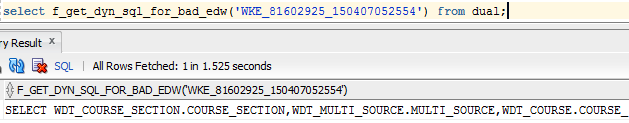 select f_get_dyn_sql_for_bad_edw('WKE_81602925_150407052554') from dual;
ry Result x
SQL | All Rows Fetched: 1 in 1.525 seconds
F_GET_DYN_SQL_FOR_BAD_EDW('WKE_81602925_150407052554')
SELECT WDT_COURSE_SECTION.COURSE_SECTION,WDT_MULTI_SOURCE.MULTI_SOURCE,WDT_COURSE.COURSE_